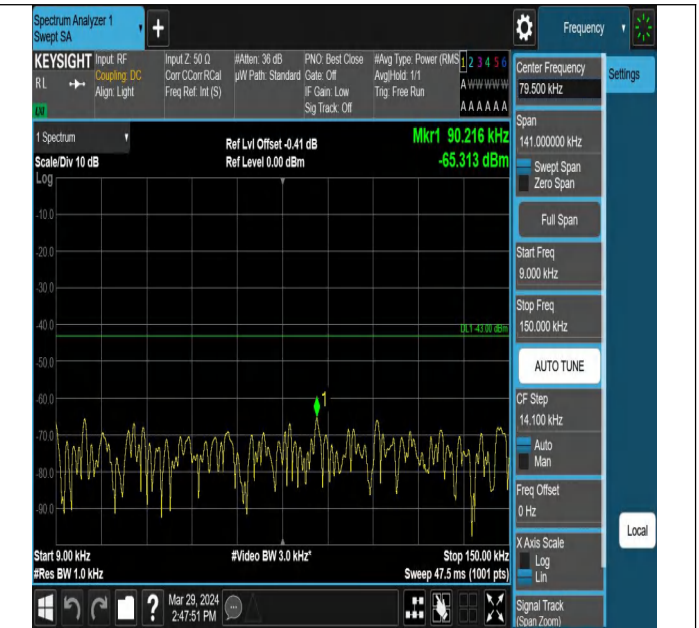 Spectrum Analyzer 1
Swept SA
+
Frequency
KEYSIGHT
RL
Input: RF
Coupling: DC
Align: Light
Input Z: 50 Ω
Corr CCorr RCal
Freq Ref: Int (S)
#Atten: 36 dB
µW Path: Standard
PNO: Best Close
Gate: Off
IF Gain: Low
Sig Track: Off
#Avg Type: Power (RMS
Avg|Hold: 1/1
Trig: Free Run
1 2 3 4 5 6
A W W W W W
A A A A A A
1 Spectrum
Scale/Div 10 dB
Log
Ref Lvl Offset -0.41 dB
Ref Level 0.00 dBm
Mkr1 90.216 kHz
-65.313 dBm
-10.0
-20.0
-30.0
-40.0
DL1 -43.00 dBm
-50.0
-60.0
1
-70.0
-80.0
-90.0
Start 9.00 kHz
#Res BW 1.0 kHz
#Video BW 3.0 kHz*
Stop 150.00 kHz
Sweep 47.5 ms (1001 pts)
?
Mar 29, 2024
2:47:51 PM
Center Frequency
79.500 kHz
Settings
Span
141.000000 kHz
Swept Span
Zero Span
Full Span
Start Freq
9.000 kHz
Stop Freq
150.000 kHz
AUTO TUNE
CF Step
14.100 kHz
Auto
Man
Freq Offset
0 Hz
X Axis Scale
Log
Lin
Local
Signal Track
(Span Zoom)